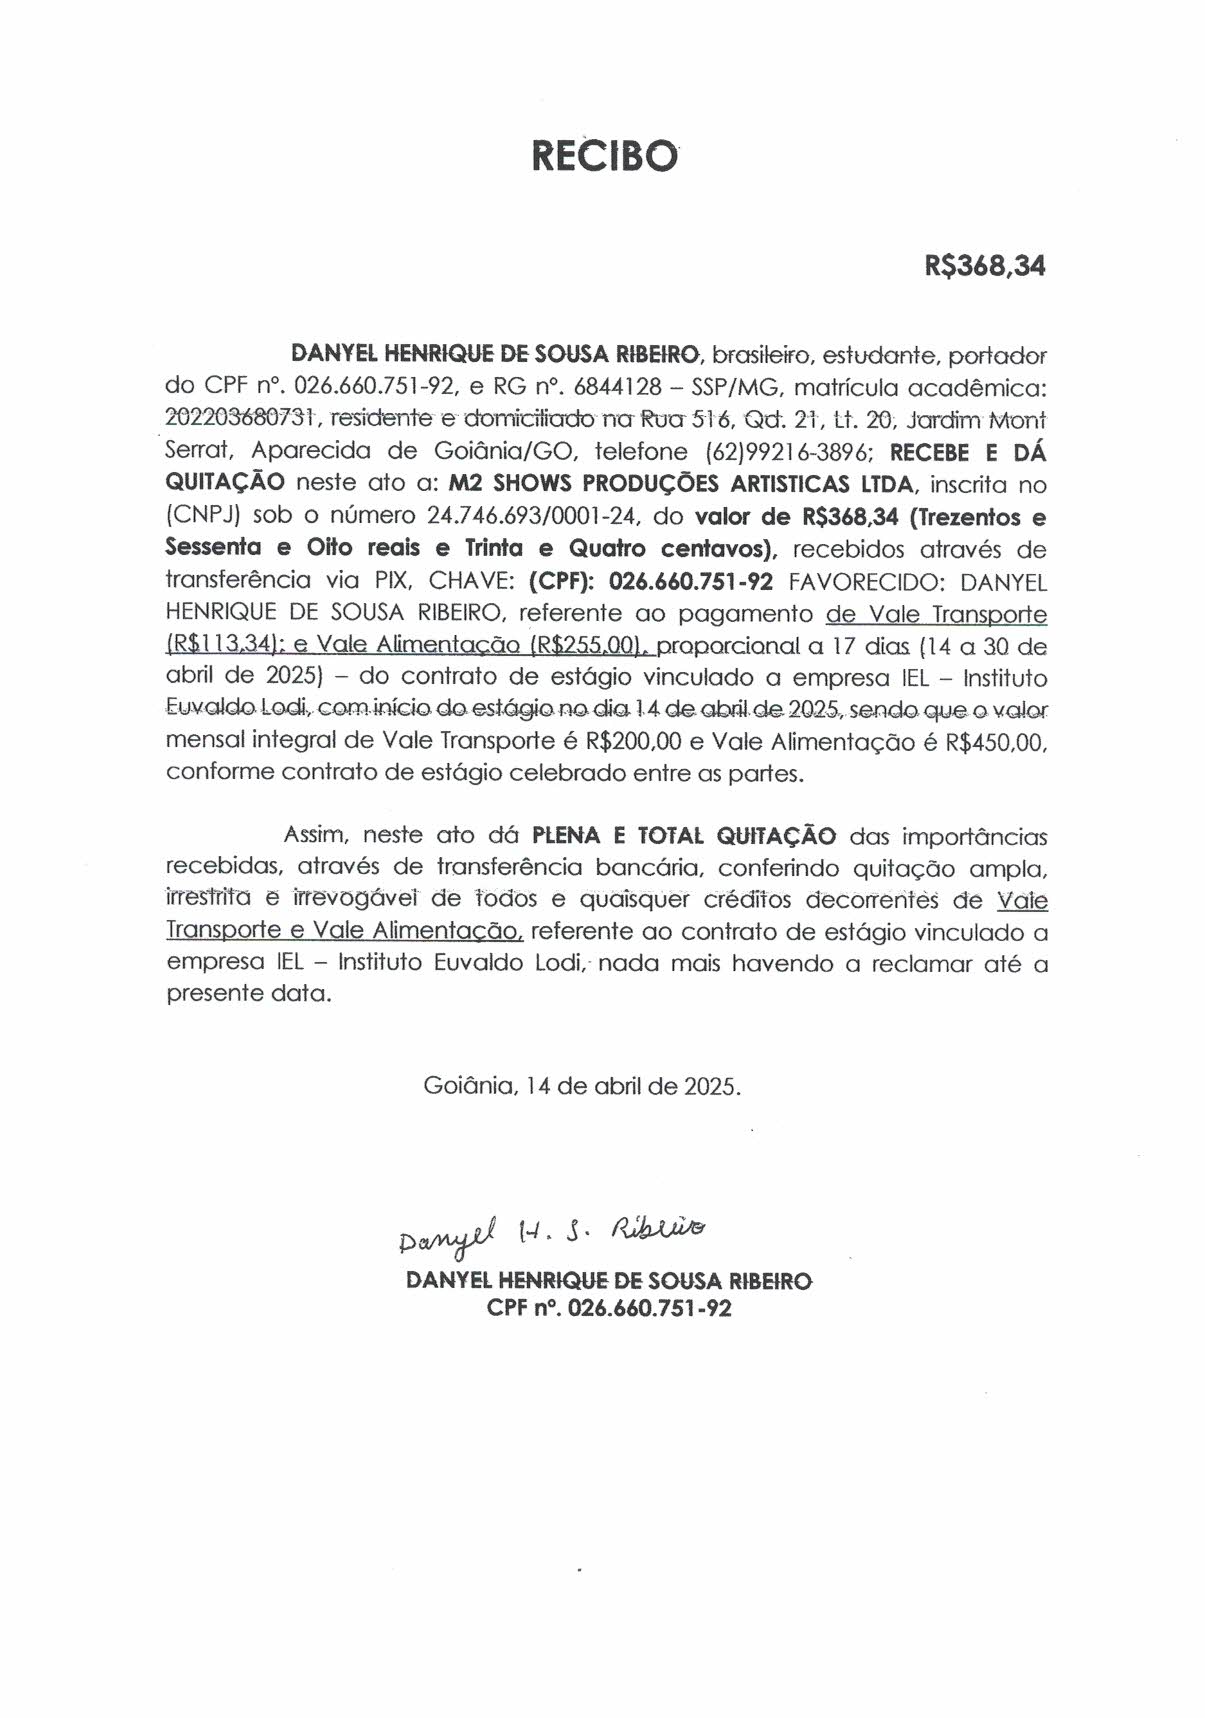 RECIBO
R$368,34
DANYEL HENRIQUE DE SOUSA RIBEIRO, brasileiro, estudante, portador
do CPF nº. 026.660.751-92, e RG nº. 6844128 – SSP/MG, matrícula acadêmica:
202203680731, residente e domiciliado na Rua 516, Qd. 21, Lt. 20, Jardim Mont
Serrat, Aparecida de Goiânia/GO, telefone (62)99216-3896; RECEBE E DÁ
QUITAÇÃO neste ato a: M2 SHOWS PRODUÇÕES ARTISTICAS LTDA, inscrita no
(CNPJ) sob o número 24.746.693/0001-24, do valor de R$368,34 (Trezentos e
Sessenta e Oito reais e Trinta e Quatro centavos), recebidos através de
transferência via PIX, CHAVE: (CPF): 026.660.751-92 FAVORECIDO: DANYEL
HENRIQUE DE SOUSA RIBEIRO, referente ao pagamento de Vale Transporte
(R$113,34); e Vale Alimentação (R$255,00), proporcional a 17 dias (14 a 30 de
abril de 2025) – do contrato de estágio vinculado a empresa IEL – Instituto
Euvaldo Lodi, com início do estágio no dia 14 de abril de 2025, sendo que o valor
mensal integral de Vale Transporte é R$200,00 e Vale Alimentação é R$450,00,
conforme contrato de estágio celebrado entre as partes.
Assim, neste ato dá PLENA E TOTAL QUITAÇÃO das importâncias
recebidas, através de transferência bancária, conferindo quitação ampla,
irrestrita e irrevogável de todos e quaisquer créditos decorrentes de Vale
Transporte e Vale Alimentação, referente ao contrato de estágio vinculado a
empresa IEL – Instituto Euvaldo Lodi, nada mais havendo a reclamar até a
presente data.
Goiânia, 14 de abril de 2025.
Danyel H. S. Ribeiro
DANYEL HENRIQUE DE SOUSA RIBEIRO
CPF nº. 026.660.751-92